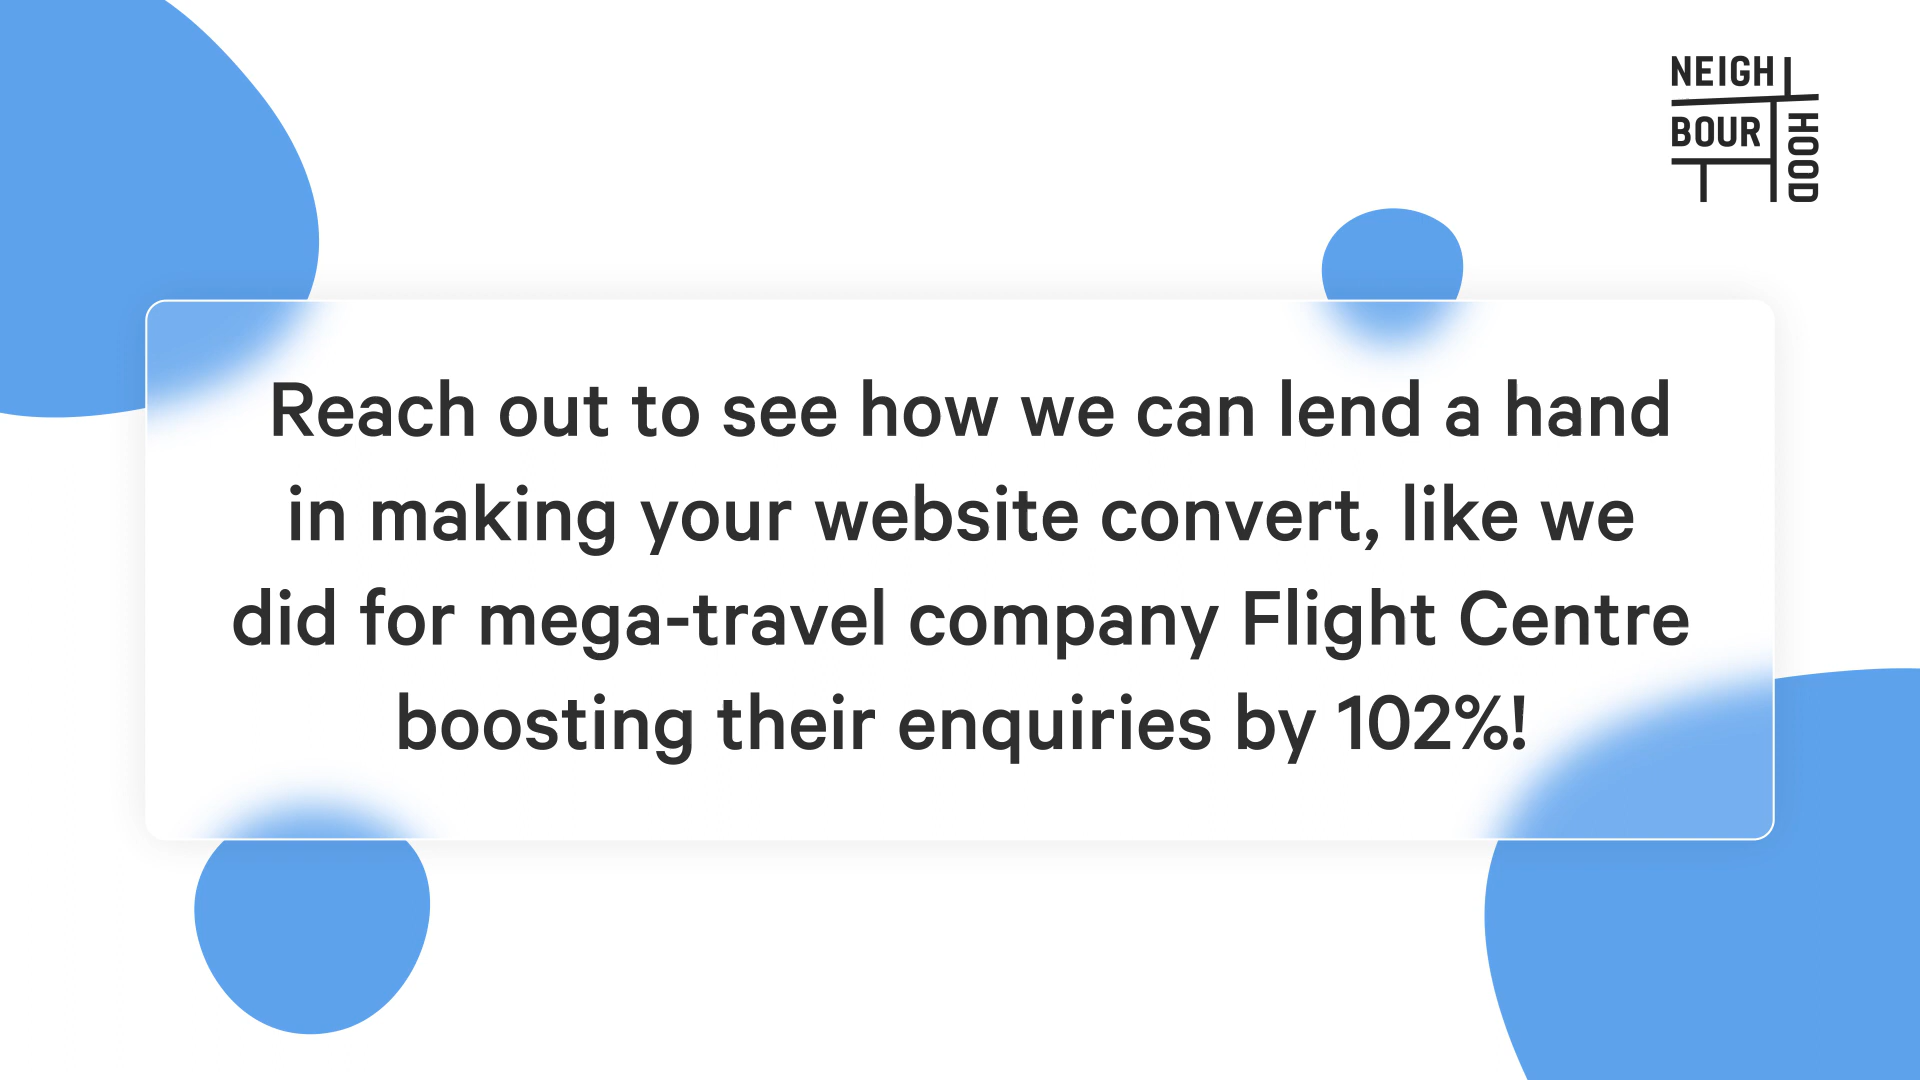 NEIGH
BOUR
HOOD
Reach out to see how we can lend a hand
in making your website convert, like we
did for mega-travel company Flight Centre
boosting their enquiries by 102%!